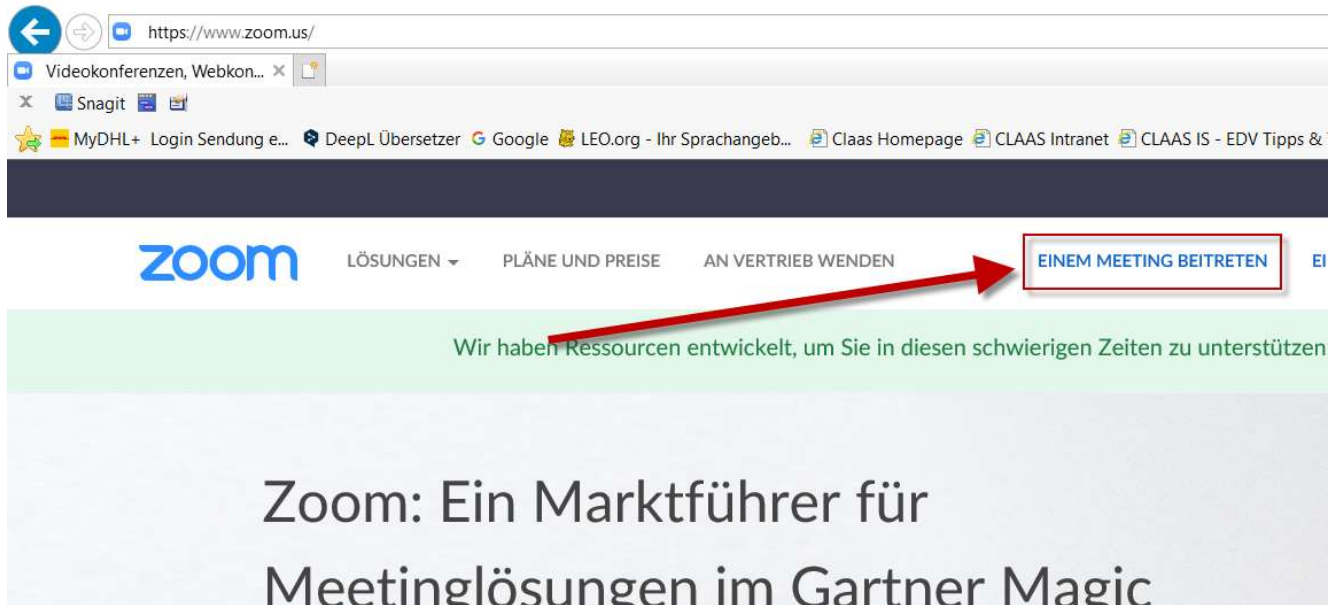 https://www.zoom.us/
Videokonferenzen, Webkon...
Snagit
MyDHL+ Login Sendung e... DeepL Übersetzer Google LEO.org - Ihr Sprachangeb... Claas Homepage CLAAS Intranet CLAAS IS - EDV Tipps &
zoom LÖSUNGEN PLÄNE UND PREISE AN VERTRIEB WENDEN EINEM MEETING BEITRETEN EI
Wir haben Ressourcen entwickelt, um Sie in diesen schwierigen Zeiten zu unterstützen
Zoom: Ein Marktführer für
Meetinglösungen im Gartner Magic